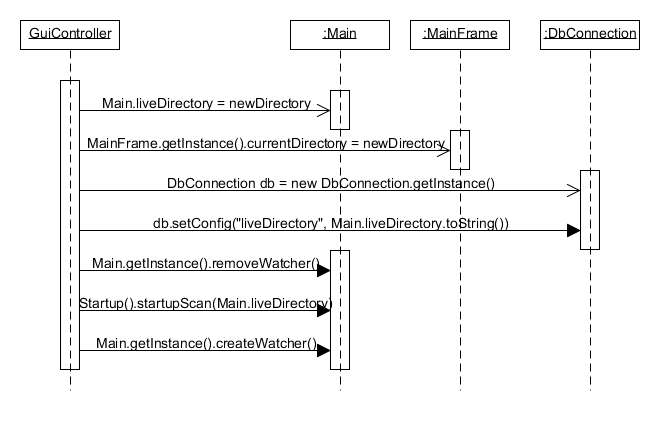 GuiController
:Main
:MainFrame
:DbConnection
Main.liveDirectory = newDirectory
MainFrame.getInstance().currentDirectory = newDirectory
DbConnection db = new DbConnection.getInstance()
db.setConfig("liveDirectory", Main.liveDirectory.toString())
Main.getInstance().removeWatcher()
Startup().startupScan(Main.liveDirectory)
Main.getInstance().createWatcher()